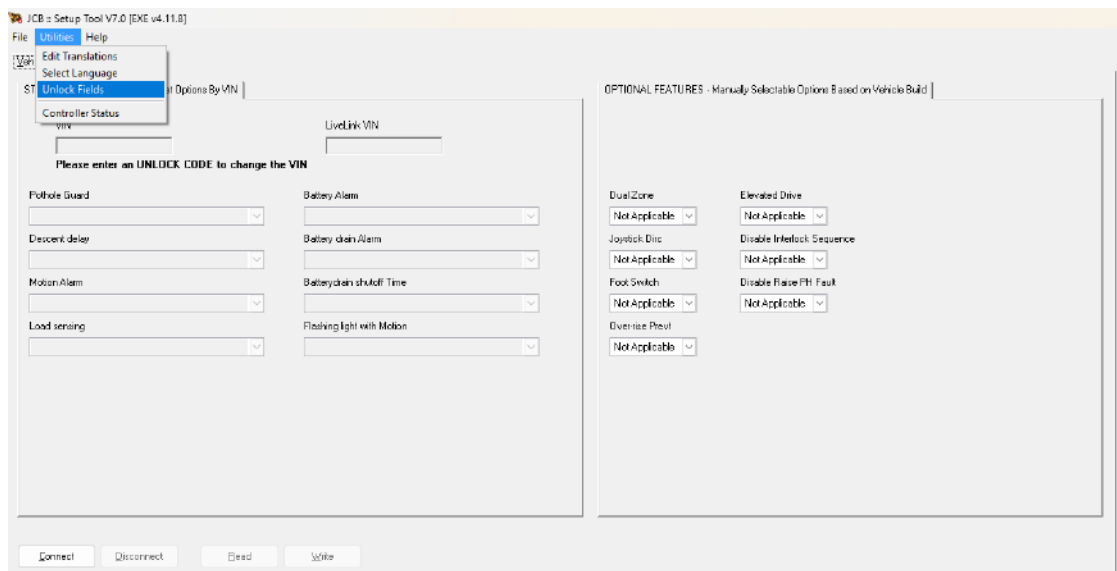 JCB :: Setup Tool V7.0 [EXE v4.11.8]
File Utilities Help
Edit Translations
Select Language
Unlock Fields
Controller Status
Options By VIN
OPTIONAL FEATURES - Manually Selectable Options Based on Vehicle Build
VIN LiveLink VIN
Please enter an UNLOCK CODE to change the VIN
Pothole Guard Battery Alarm Dual Zone Elevated Drive
Not Applicable Not Applicable
Descent delay Battery drain Alarm Joystick Dirc Disable Interlock Sequence
Not Applicable Not Applicable
Motion Alarm Batterydrain shutoff Time Foot Switch Disable Raise PH Fault
Not Applicable Not Applicable
Load sensing Flashing light with Motion Over-rise Prevt
Not Applicable
Connect Disconnect Read Write